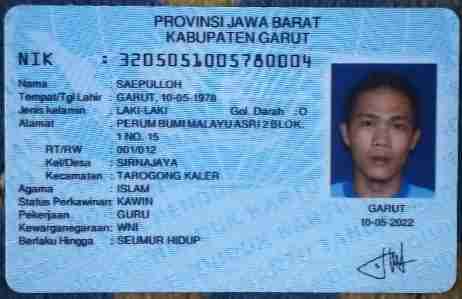 PROVINSI JAWA BARAT
KABUPATEN GARUT
NIK : 3205051005780004
Nama : SAEPULLOH
Tempat/Tgl Lahir : GARUT, 10-05-1978
Jenis kelamin : LAKI-LAKI Gol. Darah : O
Alamat : PERUM BUMI MALAYU ASRI 2 BLOK.
1 NO. 15
RT/RW : 001/012
Kel/Desa : SIRNAJAYA
Kecamatan : TAROGONG KALER
Agama : ISLAM
Status Perkawinan: KAWIN
Pekerjaan : GURU
Kewarganegaraan: WNI
Berlaku Hingga : SEUMUR HIDUP
GARUT
10-05-2022